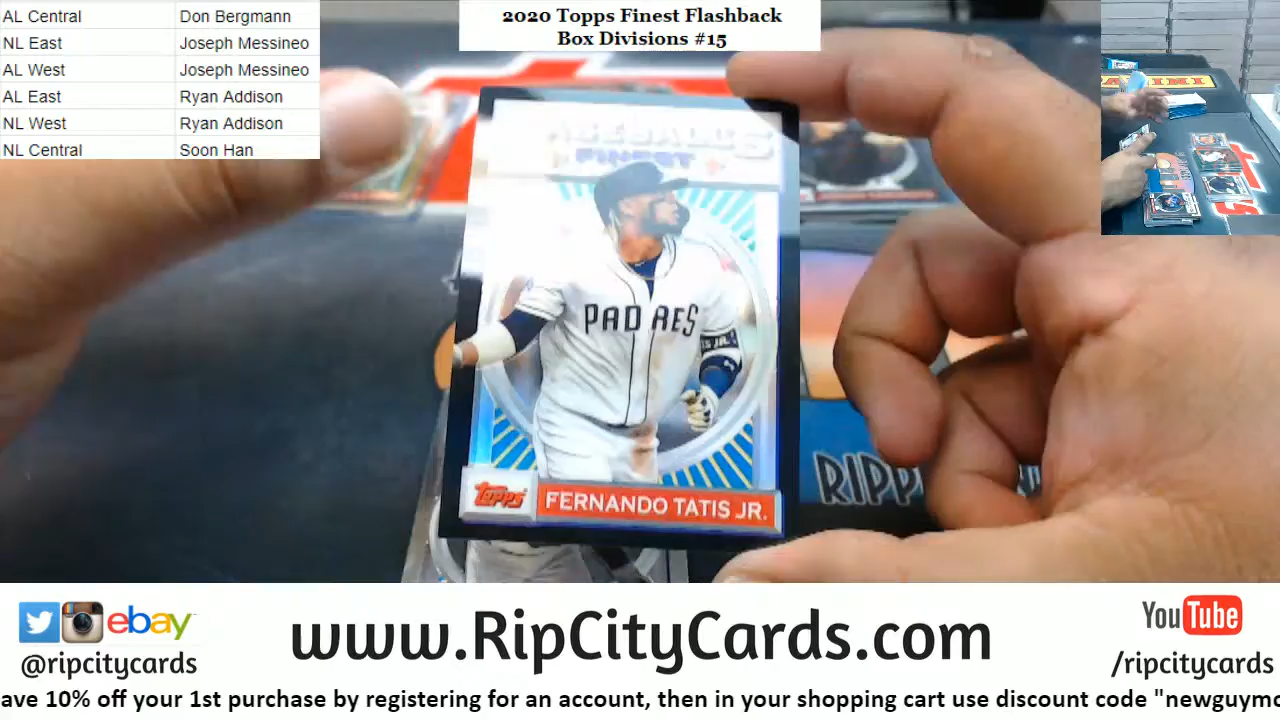 AL Central Don Bergmann
NL East Joseph Messineo
AL West Joseph Messineo
AL East Ryan Addison
NL West Ryan Addison
NL Central Soon Han
2020 Topps Finest Flashback
Box Divisions #15
PANINI
FINEST
PADRES
TOPPS
FERNANDO TATIS JR.
RIPP
ebay
@ripcitycards
www.RipCityCards.com
YouTube
/ripcitycards
ave 10% off your 1st purchase by registering for an account, then in your shopping cart use discount code "newguymo